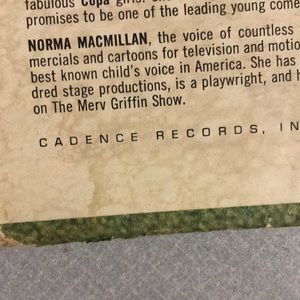 fabulous Copa girls.
promises to be one of the leading young come
NORMA MACMILLAN, the voice of countless
mercials and cartoons for television and motio
best known child's voice in America. She has
dred stage productions, is a playwright, and h
on The Merv Griffin Show.
CADENCE RECORDS, IN